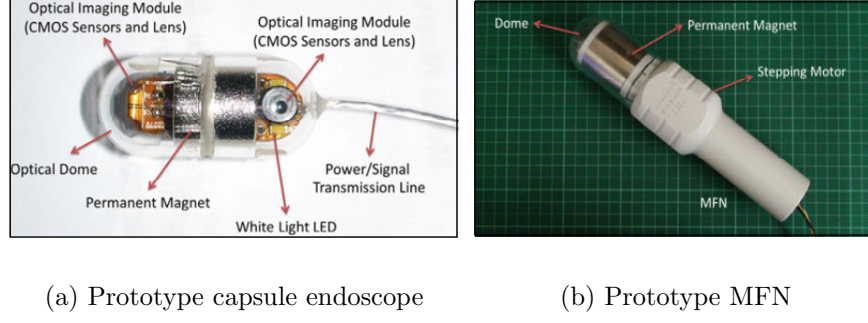 Optical Imaging Module
(CMOS Sensors and Lens)
Optical Imaging Module
(CMOS Sensors and Lens)
Optical Dome
Permanent Magnet
White Light LED
Power/Signal
Transmission Line
Dome
Permanent Magnet
Stepping Motor
MFN
(a) Prototype capsule endoscope
(b) Prototype MFN